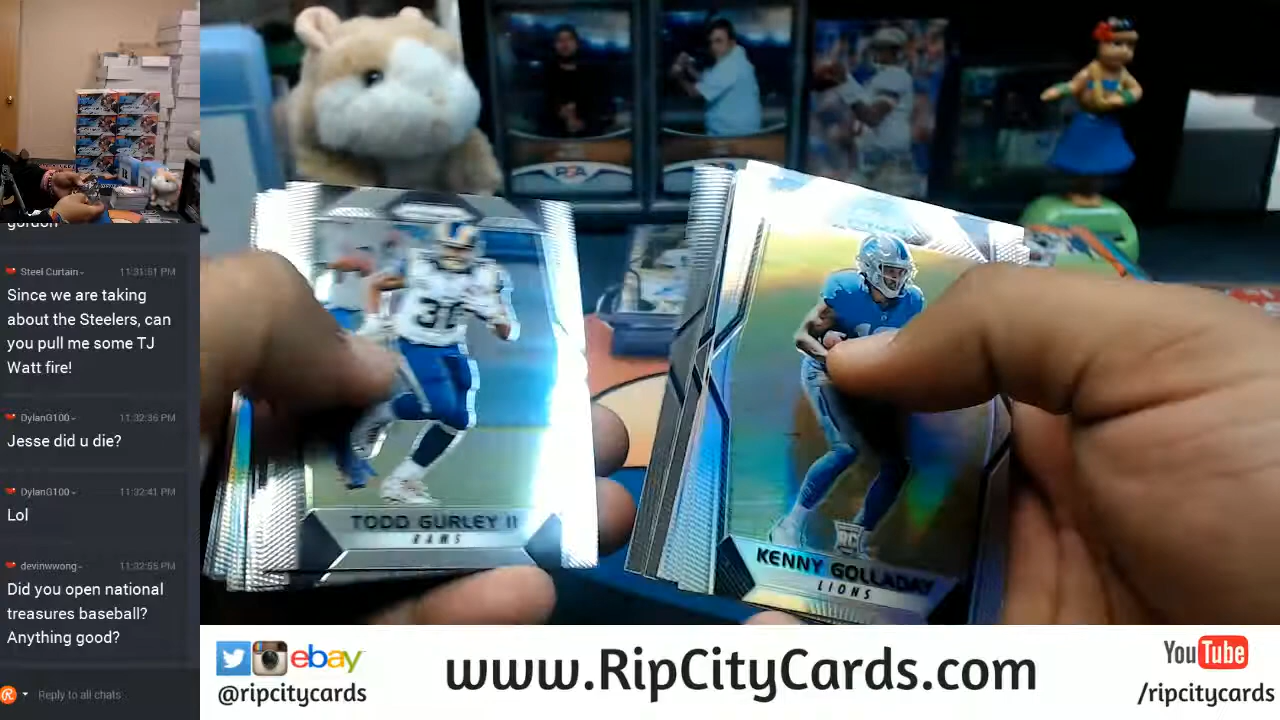 gordon
Steel Curtain 11:31:51 PM
Since we are taking
about the Steelers, can
you pull me some TJ
Watt fire!
DylanG100 11:32:36 PM
Jesse did u die?
DylanG100 11:32:41 PM
Lol
devinwwong 11:32:55 PM
Did you open national
treasures baseball?
Anything good?
Reply to all chats
TODD GURLEY II
RAMS
RC
KENNY GOLLADAY
LIONS
ebay
@ripcitycards
www.RipCityCards.com
YouTube
/ripcitycards